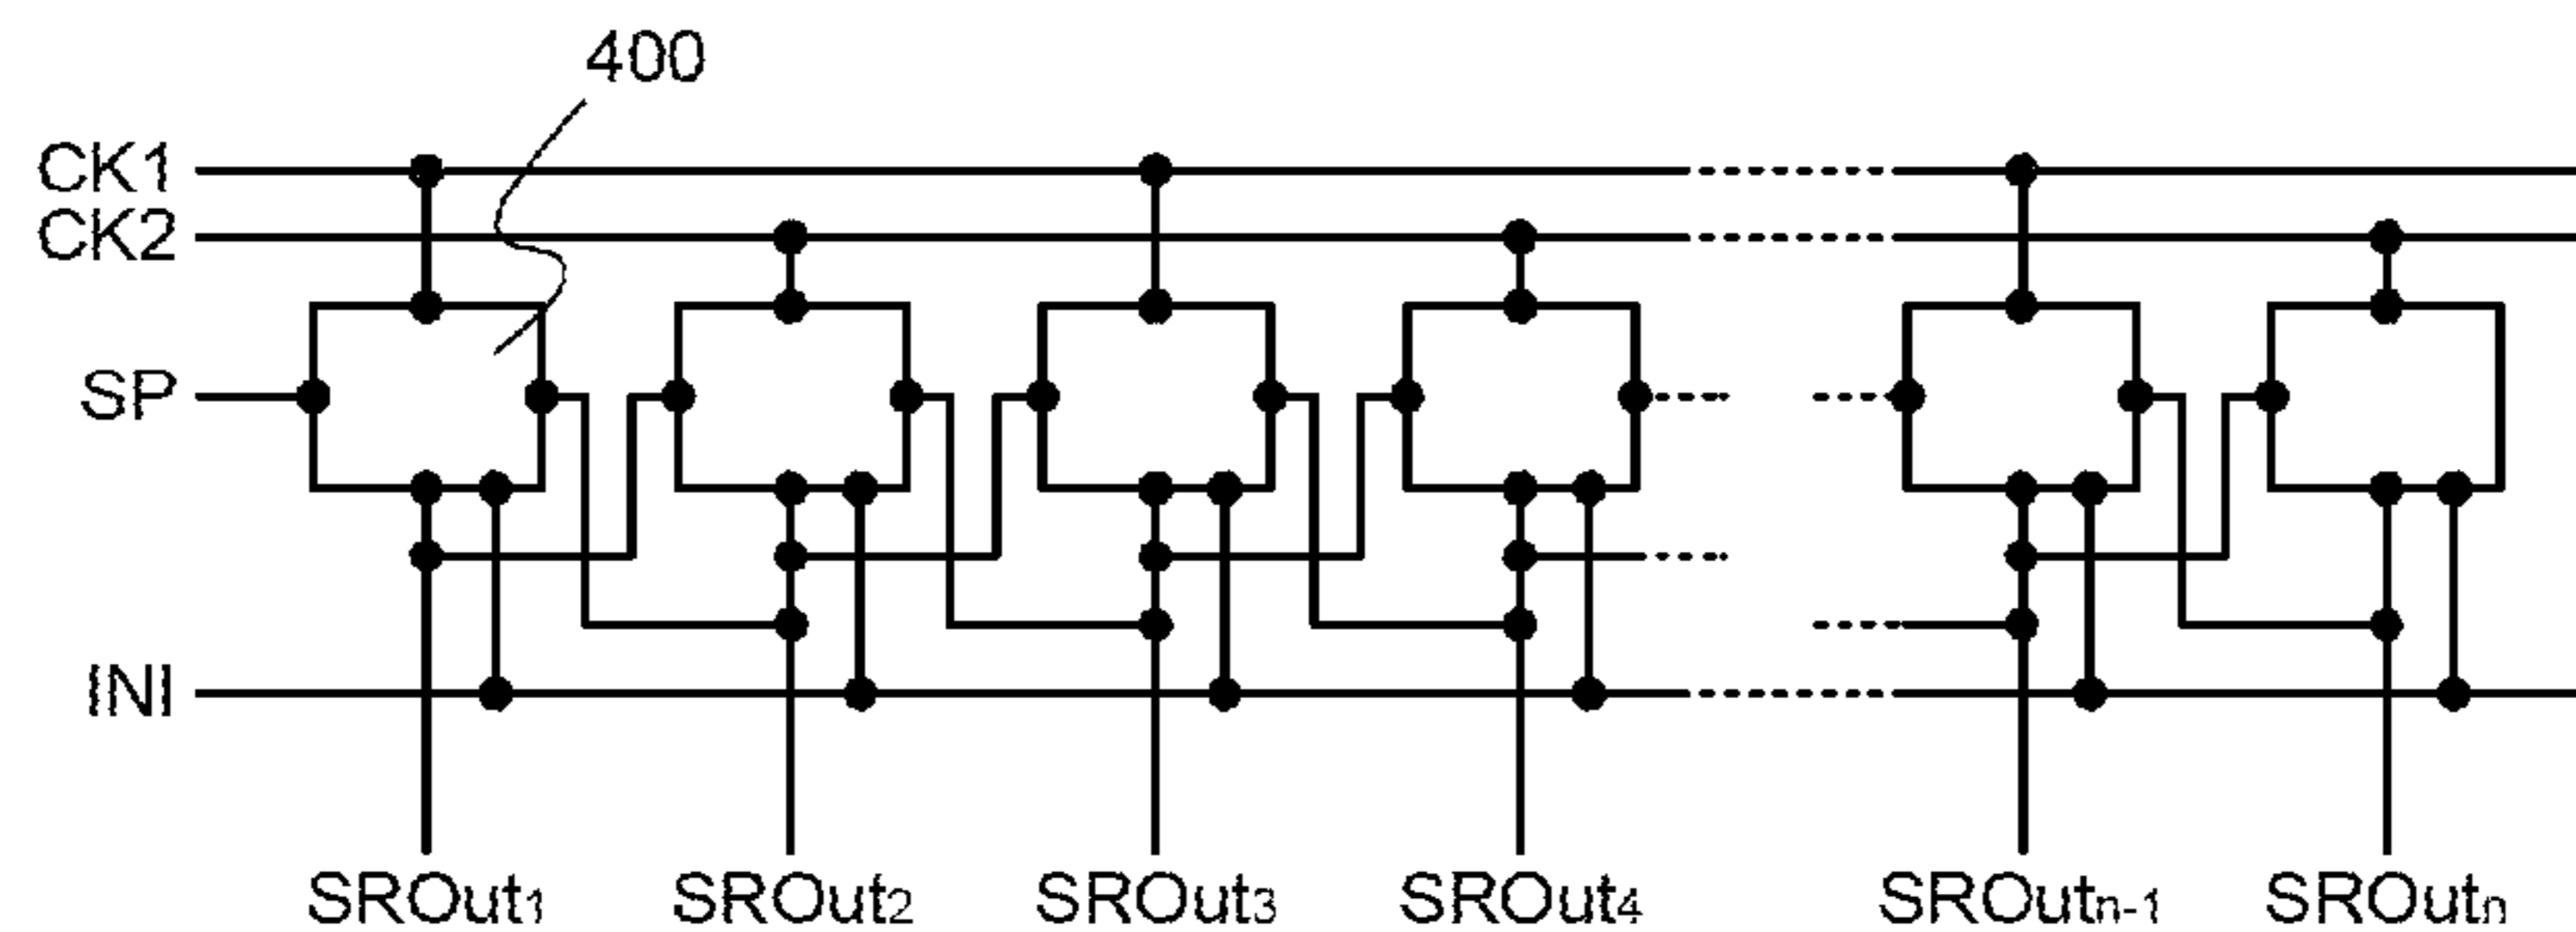 400
CK1
CK2
SP
INI
SROut1 SROut2 SROut3 SROut4 SROutn-1 SROutn